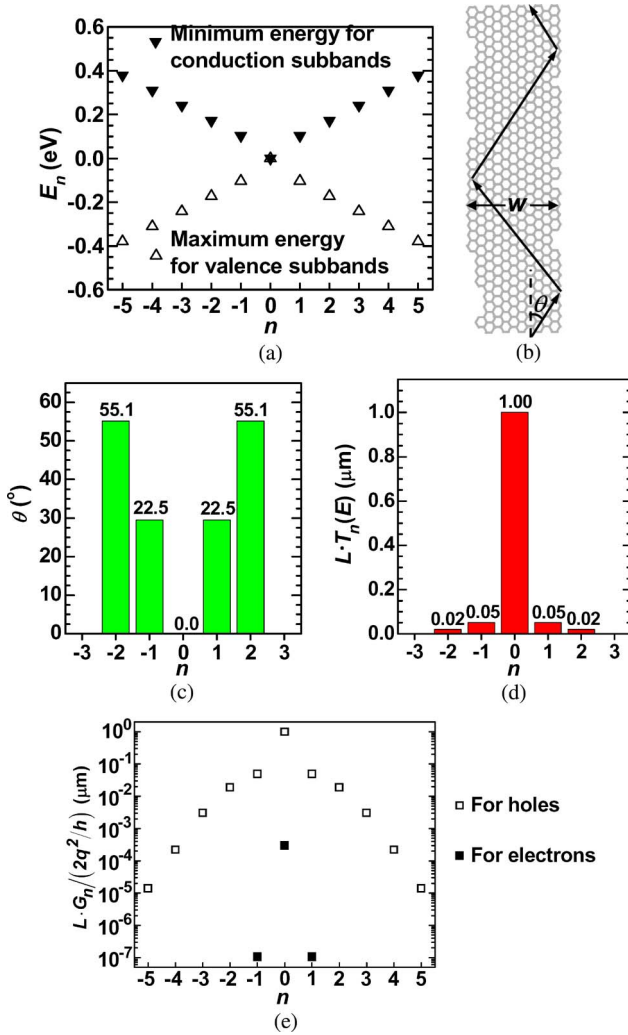 Minimum energy for
conduction subbands
Maximum energy
for valence subbands
E_n (eV)
0.6
0.4
0.2
0.0
-0.2
-0.4
-0.6
-5 -4 -3 -2 -1 0 1 2 3 4 5
n
(a)
W
θ
(b)
θ (°)
60
50
40
30
20
10
0
55.1 55.1
22.5 22.5
0.0
-3 -2 -1 0 1 2 3
n
(c)
L·T_n(E) (μm)
1.0
0.8
0.6
0.4
0.2
0.0
1.00
0.02 0.05 0.05 0.02
-3 -2 -1 0 1 2 3
n
(d)
L·G_n/(2q²/h) (μm)
10⁰
10⁻¹
10⁻²
10⁻³
10⁻⁴
10⁻⁵
10⁻⁶
10⁻⁷
-5 -4 -3 -2 -1 0 1 2 3 4 5
n
For holes
For electrons
(e)